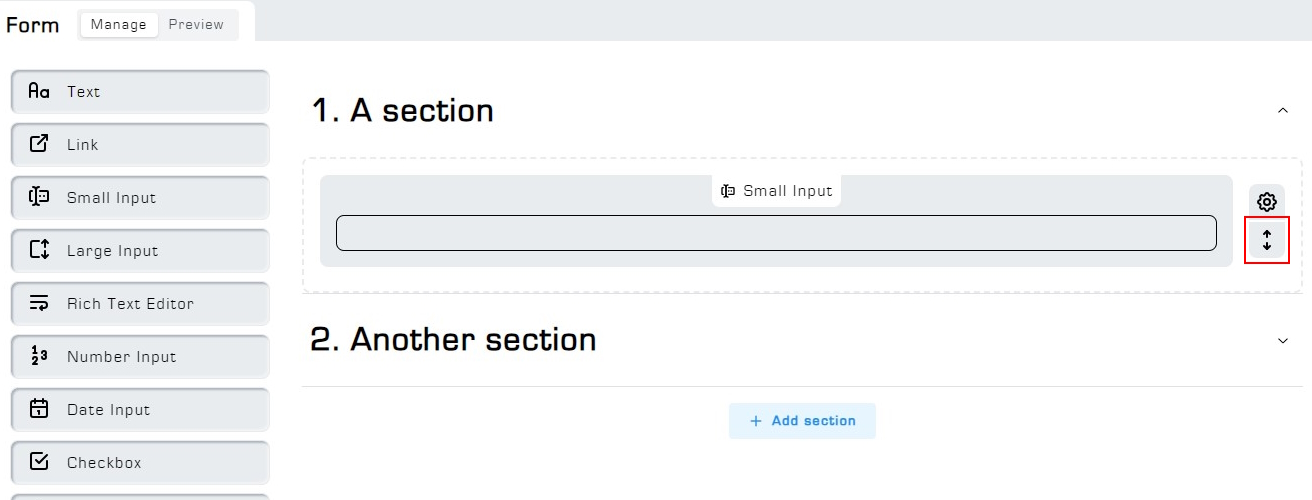 Form
Manage
Preview
Text
Link
Small Input
Large Input
Rich Text Editor
Number Input
Date Input
Checkbox
1. A section
Small Input
2. Another section
+ Add section